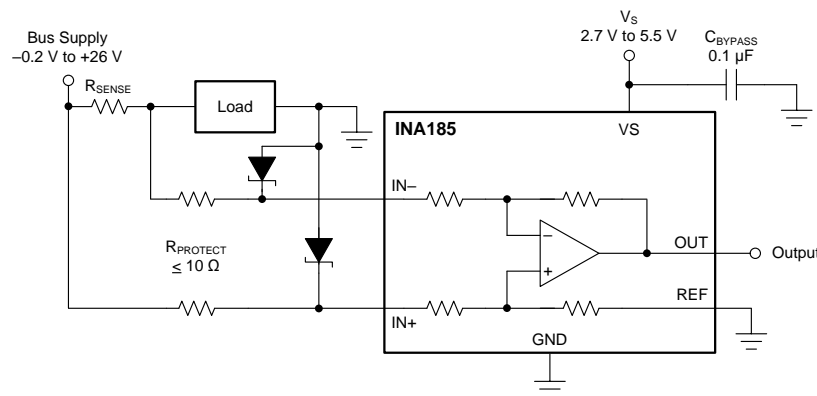 Bus Supply
–0.2 V to +26 V
RSENSE
Load
VS
2.7 V to 5.5 V
CBYPASS
0.1 µF
INA185
VS
IN–
RPROTECT
≤ 10 Ω
OUT
Output
REF
IN+
GND